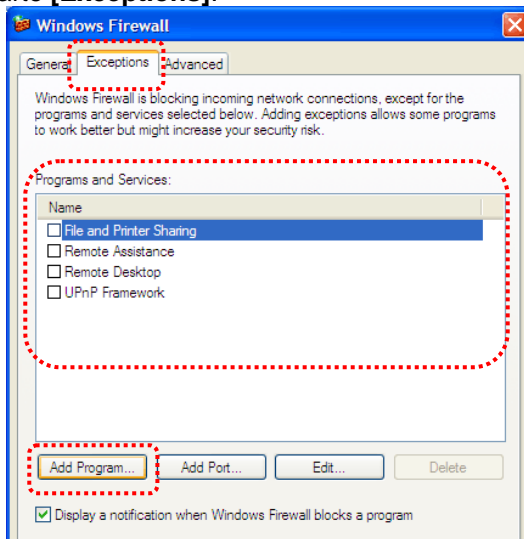 [Exceptions].
Windows Firewall
General Exceptions Advanced
Windows Firewall is blocking incoming network connections, except for the
programs and services selected below. Adding exceptions allows some programs
to work better but might increase your security risk.
Programs and Services:
Name
File and Printer Sharing
Remote Assistance
Remote Desktop
UPnP Framework
Add Program... Add Port... Edit... Delete
Display a notification when Windows Firewall blocks a program